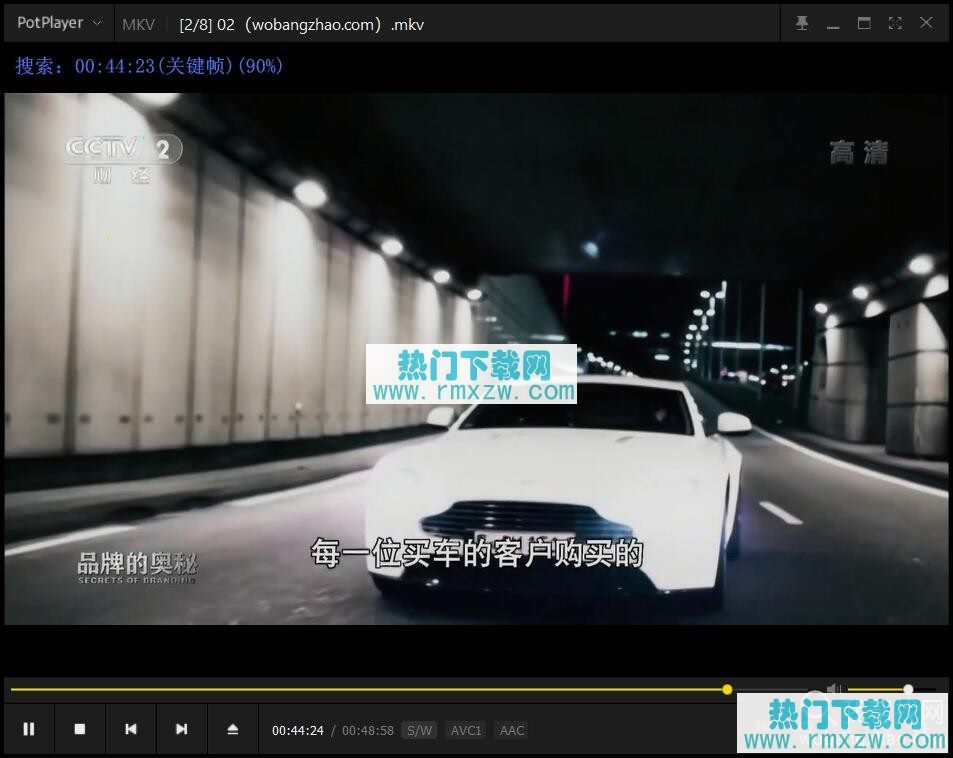 PotPlayer MKV [2/8] 02（wobangzhao.com）.mkv
搜索: 00:44:23(关键帧)(90%)
CCTV 2
财 经
高清
热门下载网
www.rmxzw.com
每一位买车的客户购买的
品牌的奥秘
SECRETS OF BRANDING
00:44:24 / 00:48:58 S/W AVC1 AAC
热门下载网
www.rmxzw.com